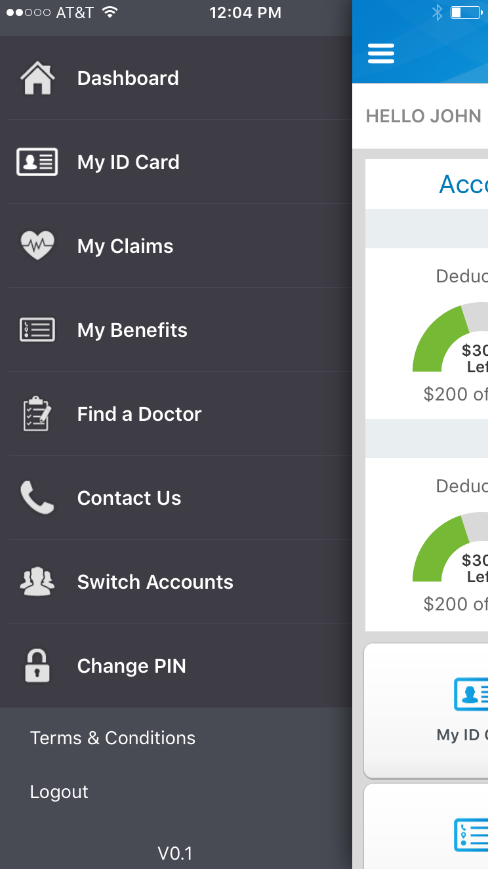 AT&T 12:04 PM
Dashboard
My ID Card
My Claims
My Benefits
Find a Doctor
Contact Us
Switch Accounts
Change PIN
Terms & Conditions
Logout
V0.1
HELLO JOHN
Acco
Deduc
$30
Lef
$200 of
Deduc
$30
Lef
$200 of
My ID